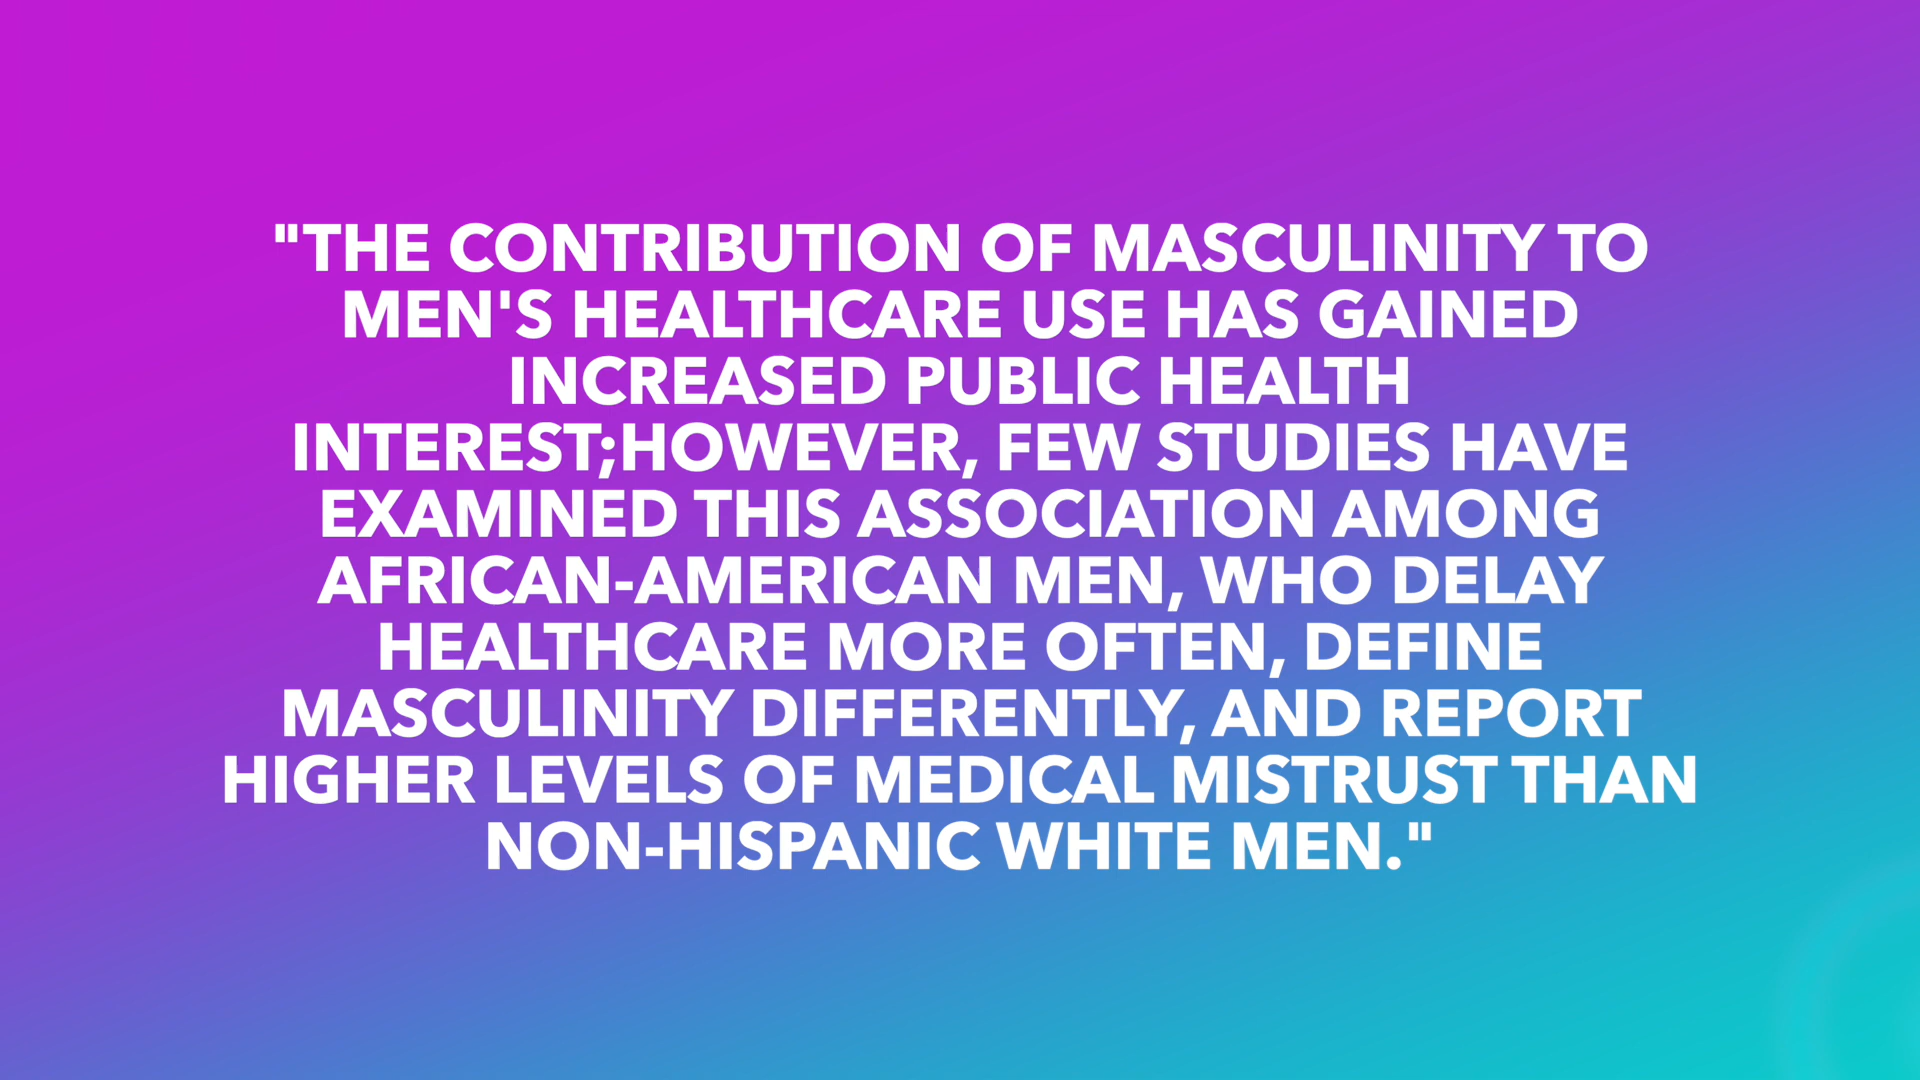 "THE CONTRIBUTION OF MASCULINITY TO
MEN'S HEALTHCARE USE HAS GAINED
INCREASED PUBLIC HEALTH
INTEREST;HOWEVER, FEW STUDIES HAVE
EXAMINED THIS ASSOCIATION AMONG
AFRICAN-AMERICAN MEN, WHO DELAY
HEALTHCARE MORE OFTEN, DEFINE
MASCULINITY DIFFERENTLY, AND REPORT
HIGHER LEVELS OF MEDICAL MISTRUST THAN
NON-HISPANIC WHITE MEN."